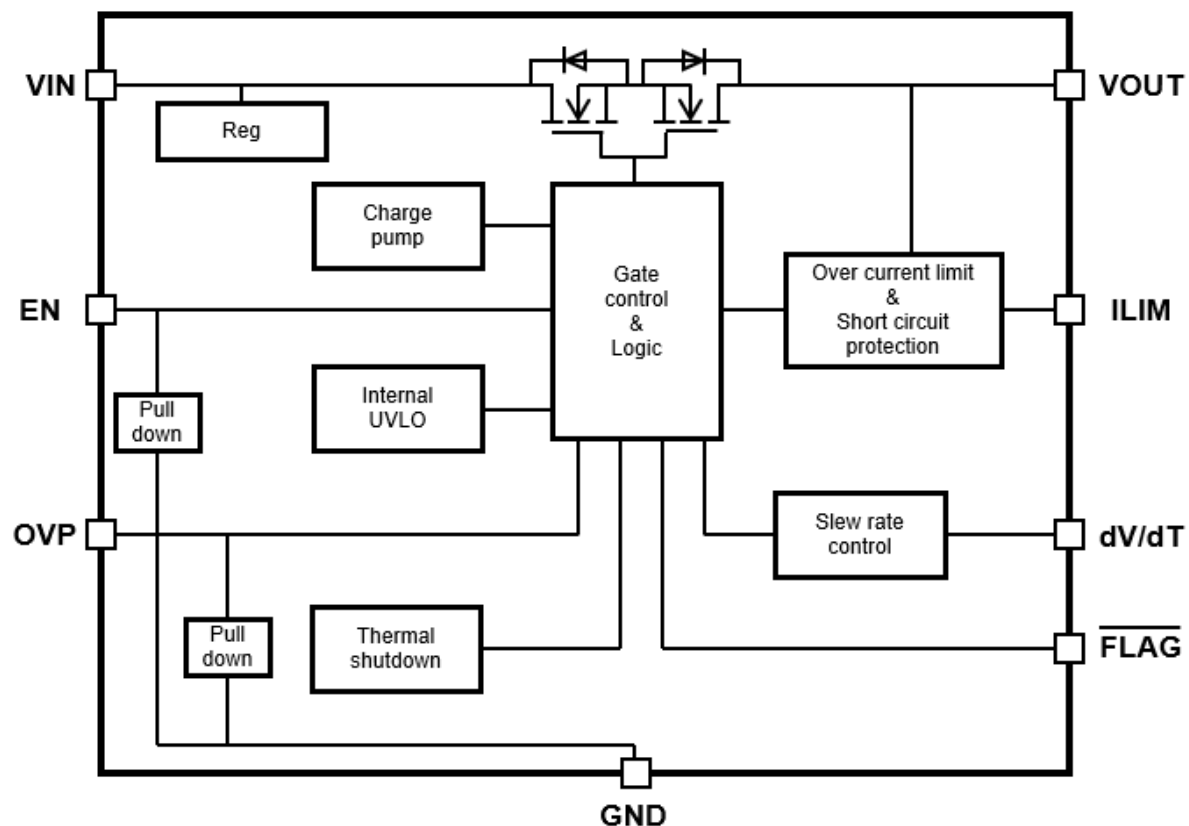 VIN
VOUT
Reg
Charge
pump
Gate
control
&
Logic
Over current limit
&
Short circuit
protection
EN
ILIM
Internal
UVLO
Pull
down
OVP
Slew rate
control
dV/dT
Pull
down
Thermal
shutdown
FLAG
GND